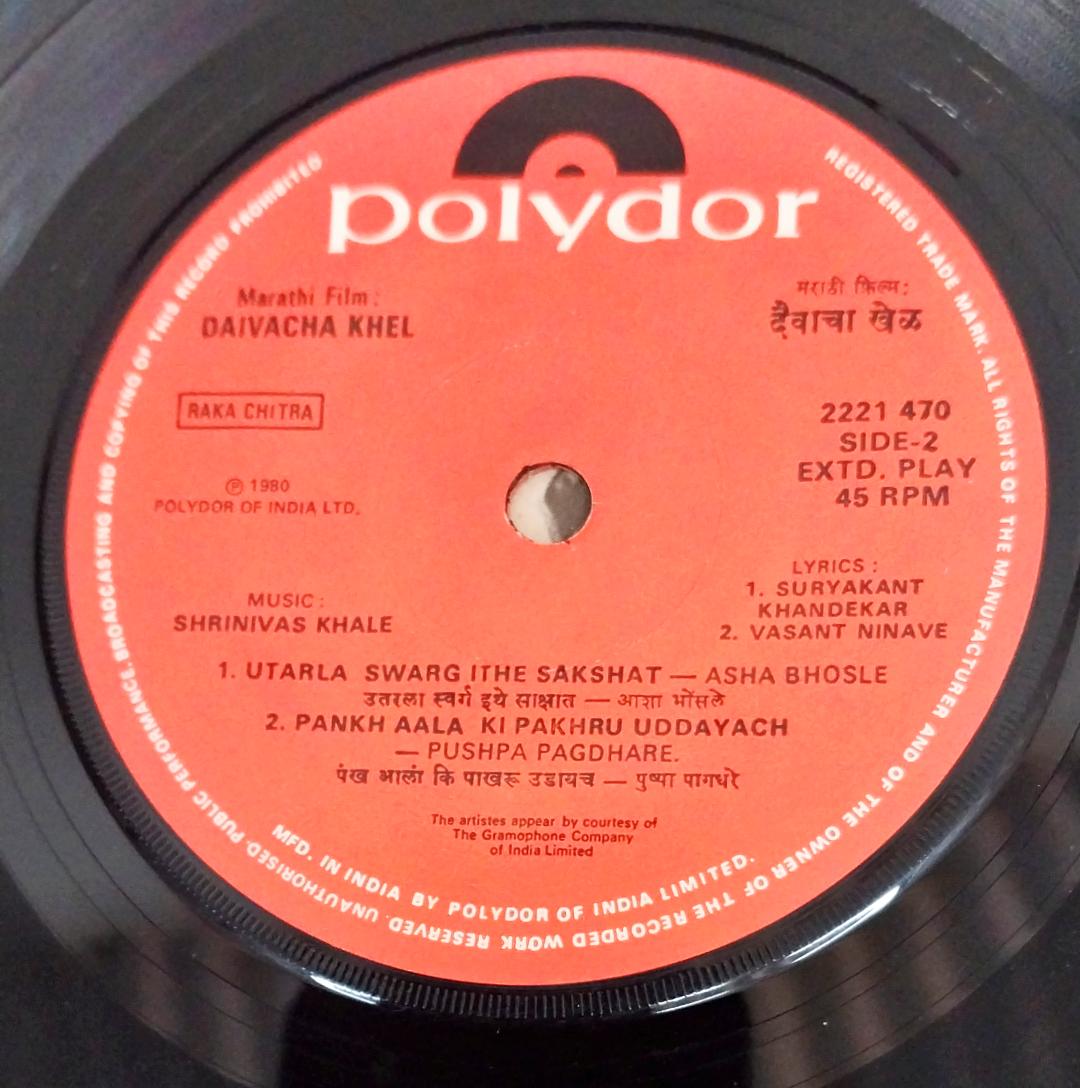 polydor
Marathi Film:
DAIVACHA KHEL
मराठी फिल्म:
दैवाचा खेळ
RAKA CHITRA
2221 470
SIDE-2
EXTD. PLAY
45 RPM
Ⓟ 1980
POLYDOR OF INDIA LTD.
MUSIC:
SHRINIVAS KHALE
LYRICS :
1. SURYAKANT
KHANDEKAR
2. VASANT NINAVE
1. UTARLA SWARG ITHE SAKSHAT — ASHA BHOSLE
उतरला स्वर्ग इथे साक्षात — आशा भोंसले
2. PANKH AALA KI PAKHRU UDDAYACH
— PUSHPA PAGDHARE.
पंख आलां कि पाखरू उडायच — पुष्पा पागधरे
The artistes appear by courtesy of
The Gramophone Company
of India Limited
MFD. IN INDIA BY POLYDOR OF INDIA LIMITED.
REGISTERED TRADE MARK. ALL RIGHTS OF THE MANUFACTURER AND OF THE OWNER OF THE RECORDED WORK RESERVED. UNAUTHORISED. PUBLIC PERFORMANCE. BROADCASTING AND COPYING OF THIS RECORD PROHIBITED